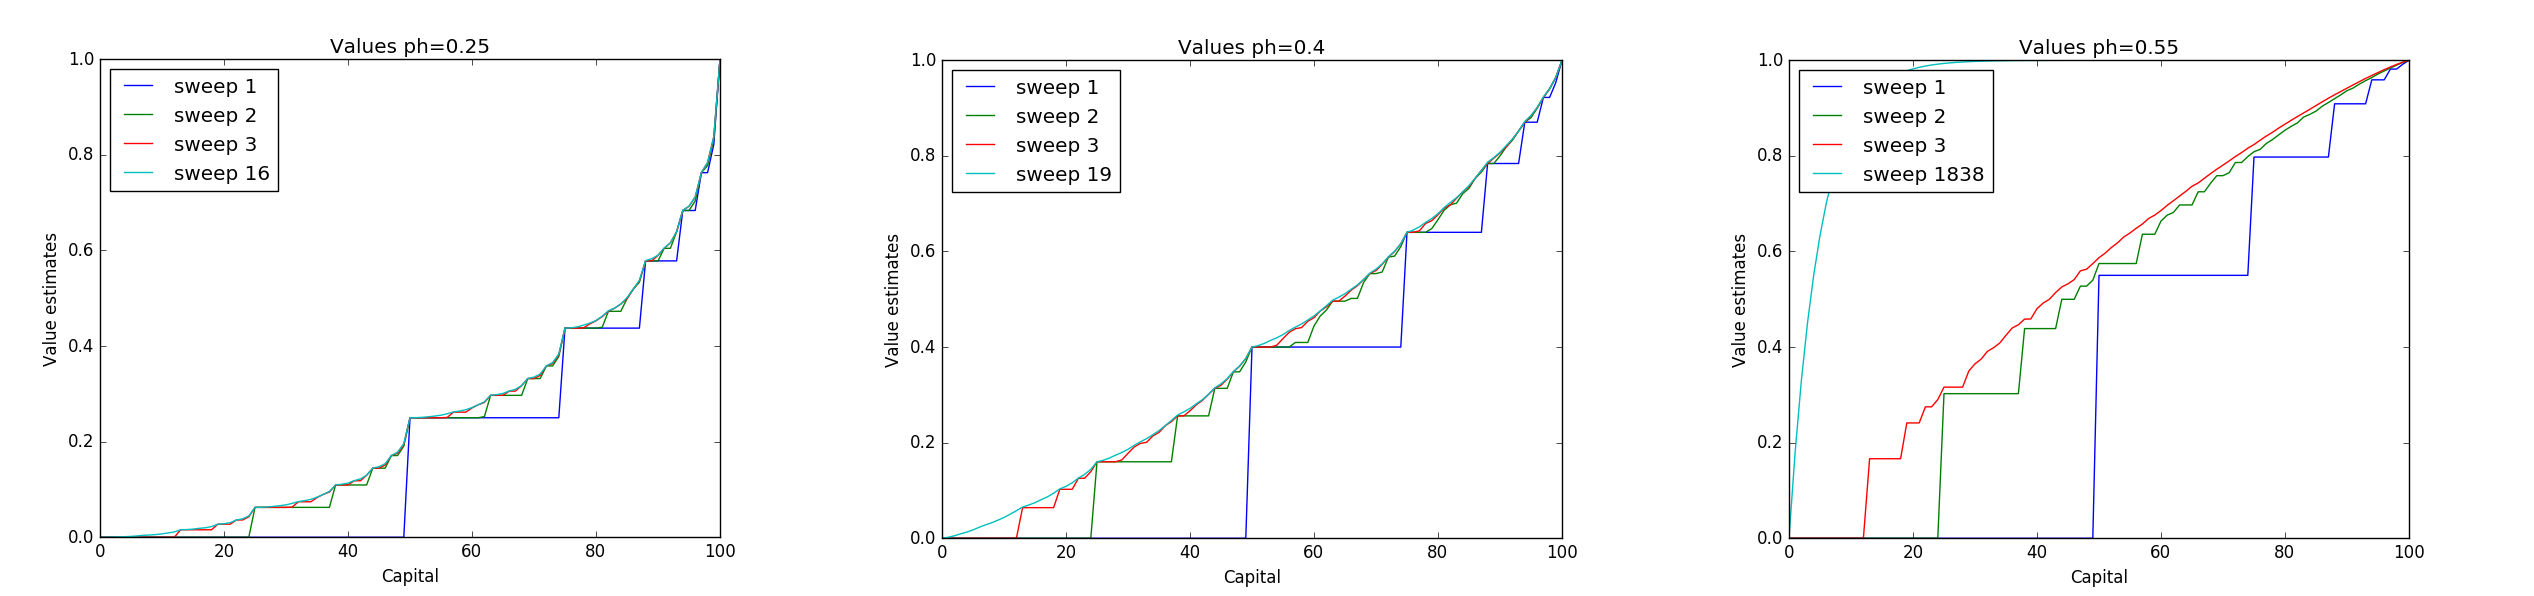 Values ph=0.25
1.0
0.8
0.6
0.4
0.2
0.0
Value estimates
sweep 1
sweep 2
sweep 3
sweep 16
0 20 40 60 80 100
Capital
Values ph=0.4
1.0
0.8
0.6
0.4
0.2
0.0
Value estimates
sweep 1
sweep 2
sweep 3
sweep 19
0 20 40 60 80 100
Capital
Values ph=0.55
1.0
0.8
0.6
0.4
0.2
0.0
Value estimates
sweep 1
sweep 2
sweep 3
sweep 1838
0 20 40 60 80 100
Capital